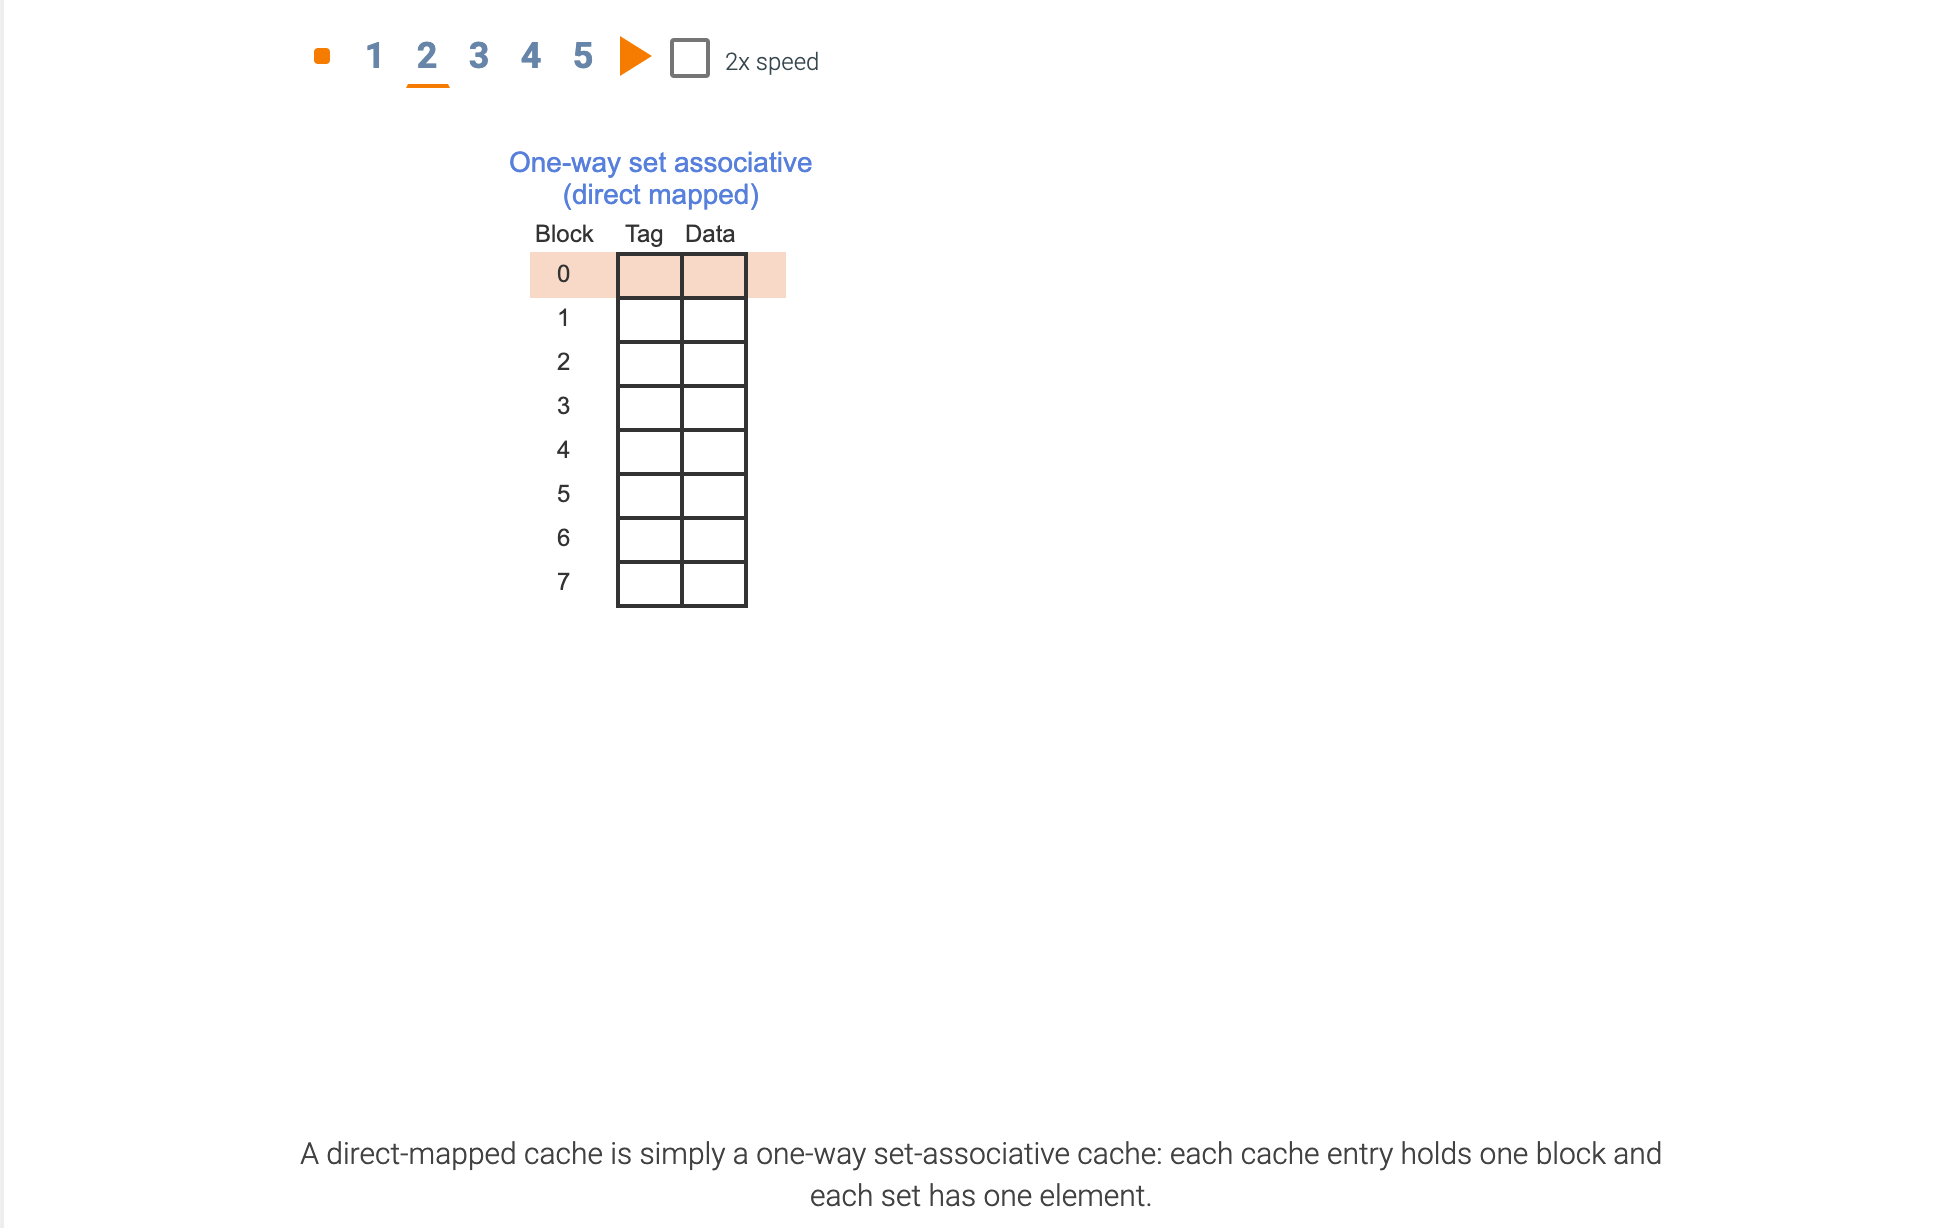 1 2 3 4 5 2x speed
One-way set associative
(direct mapped)
Block Tag Data
0
1
2
3
4
5
6
7
A direct-mapped cache is simply a one-way set-associative cache: each cache entry holds one block and
each set has one element.